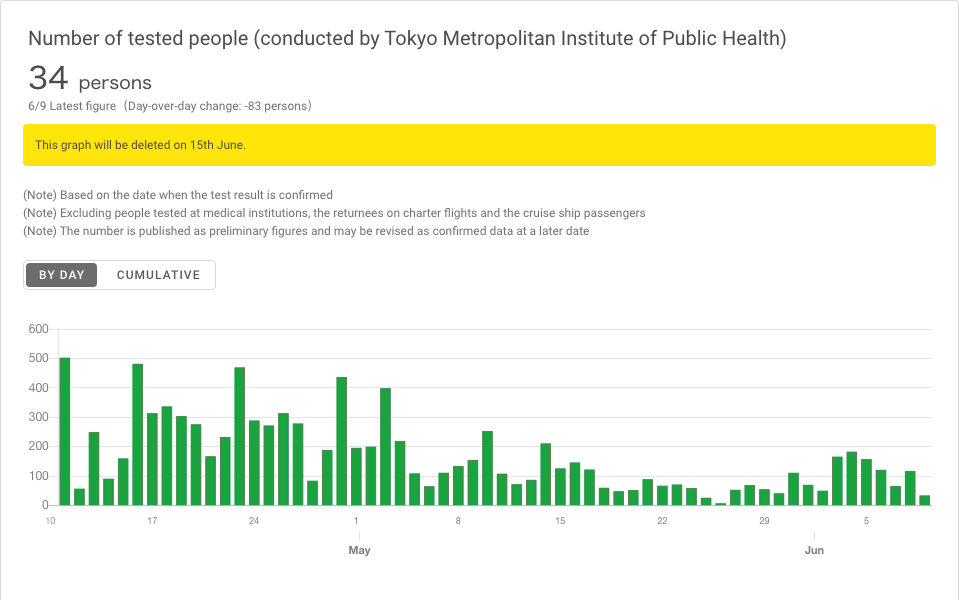 Number of tested people (conducted by Tokyo Metropolitan Institute of Public Health)
34 persons
6/9 Latest figure（Day-over-day change: -83 persons）
This graph will be deleted on 15th June.
(Note) Based on the date when the test result is confirmed
(Note) Excluding people tested at medical institutions, the returnees on charter flights and the cruise ship passengers
(Note) The number is published as preliminary figures and may be revised as confirmed data at a later date
BY DAY CUMULATIVE
600
500
400
300
200
100
0
10 17 24 1 8 15 22 29 5
May Jun